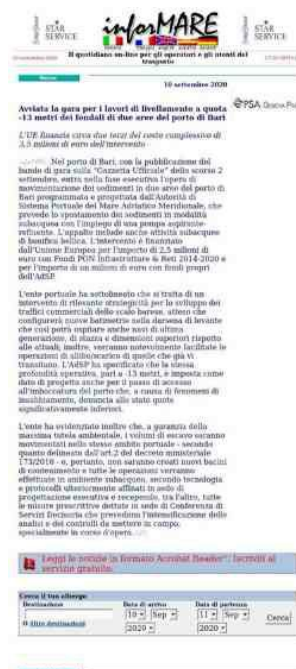 STAR SERVICE
inforMARE
STAR SERVICE
Il quotidiano on-line per gli operatori e gli utenti del
trasporto
10 settembre 2020
PSA Genova
Avviata la gara per i lavori di livellamento a quota
-13 metri dei fondali di due aree del porto di Bari
L'UE finanzia circa due terzi del costo complessivo di
3,5 milioni di euro dell'intervento
Nel porto di Bari, con la pubblicazione del
bando di gara sulla "Gazzetta Ufficiale" dello scorso 2
settembre, entra nella fase esecutiva l'opera di
movimentazione dei sedimenti in due aree del porto di
Bari programmata e progettata dall'Autorità di
Sistema Portuale del Mare Adriatico Meridionale, che
prevede lo spostamento dei sedimenti in modalità
subacquea con l'impiego di una pompa aspirante-
refluente. L'appalto include anche attività subacquee
di bonifica bellica. L'intervento è finanziato
dall'Unione Europea per l'importo di 2,5 milioni di
euro con Fondi PON Infrastrutture & Reti 2014-2020 e
per l'importo di un milione di euro con fondi propri
dell'AdSP.
L'ente portuale ha sottolineato che si tratta di un
intervento di rilevante strategicità per lo sviluppo dei
traffici commerciali dello scalo barese, atteso che
configurerà nuove batimetrie nella darsena di levante
che così potrà ospitare anche navi di ultima
generazione, di stazza e dimensioni superiori rispetto
alle attuali, inoltre, verranno notevolmente facilitate le
operazioni di allibo/scarico di quelle che già vi
transitano. L'AdSP ha specificato che la stessa
profondità operativa, pari a -13 metri, è imposta come
dato di progetto anche per il passo di accesso
all'imboccatura del porto che, a causa di fenomeni di
insabbiamento, denuncia allo stato quote
significativamente inferiori.
L'ente ha evidenziato inoltre che, a garanzia della
massima tutela ambientale, i volumi di escavo saranno
movimentati nello stesso ambito portuale - secondo
quanto delineato dall'art.2 del decreto ministeriale
173/2016 - e, pertanto, non saranno creati nuovi bacini
di contenimento e tutte le operazioni verranno
effettuate in ambiente subacqueo, secondo tecnologia
e protocolli ulteriormente affinati in sede di
progettazione esecutiva e recependo, tra l'altro, tutte
le misure prescrittive dettate in sede di Conferenza di
Servizi Decisoria che prevedono l'intensificazione delle
analisi e dei controlli da mettere in campo,
specialmente in corso d'opera.
Leggi le notizie in formato Acrobat Reader®. Iscriviti al
servizio gratuito.
Cerca il tuo albergo
Destinazione
Data di arrivo
Data di partenza
10 Sep
11 Sep
Cerca
Altre destinazioni
2020
2020